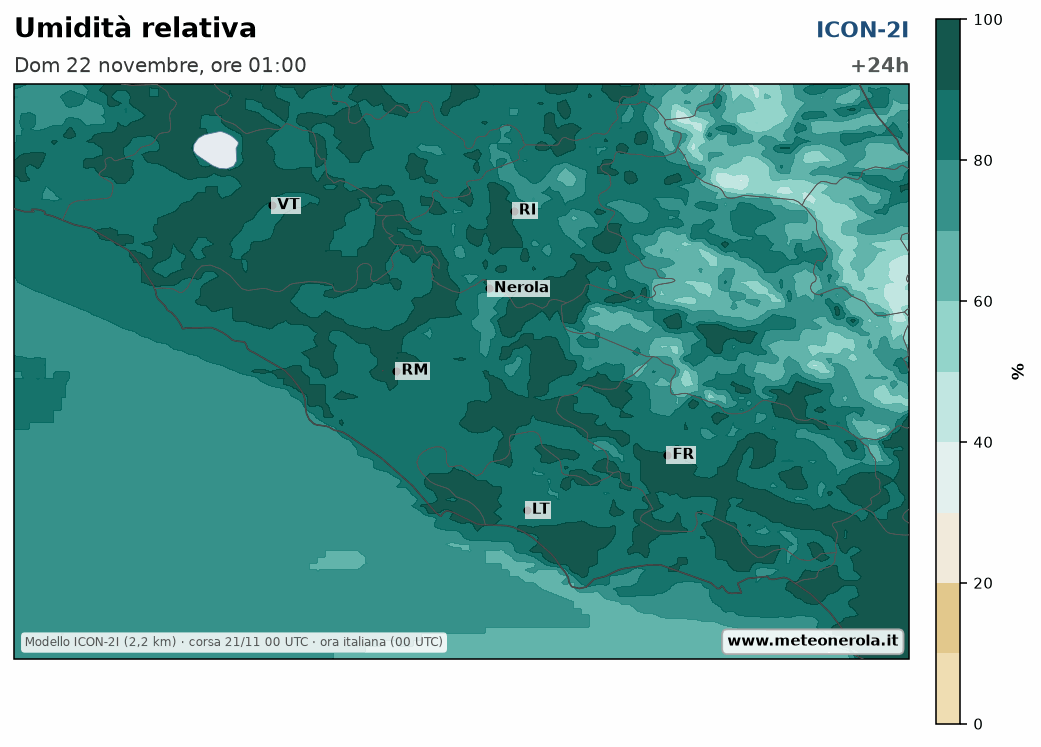 Umidità relativa
ICON-2I
Dom 22 novembre, ore 01:00
+24h
100
80
60
40
20
0
%
VT
RI
Nerola
RM
FR
LT
Modello ICON-2I (2,2 km) · corsa 21/11 00 UTC · ora italiana (00 UTC)
www.meteonerola.it